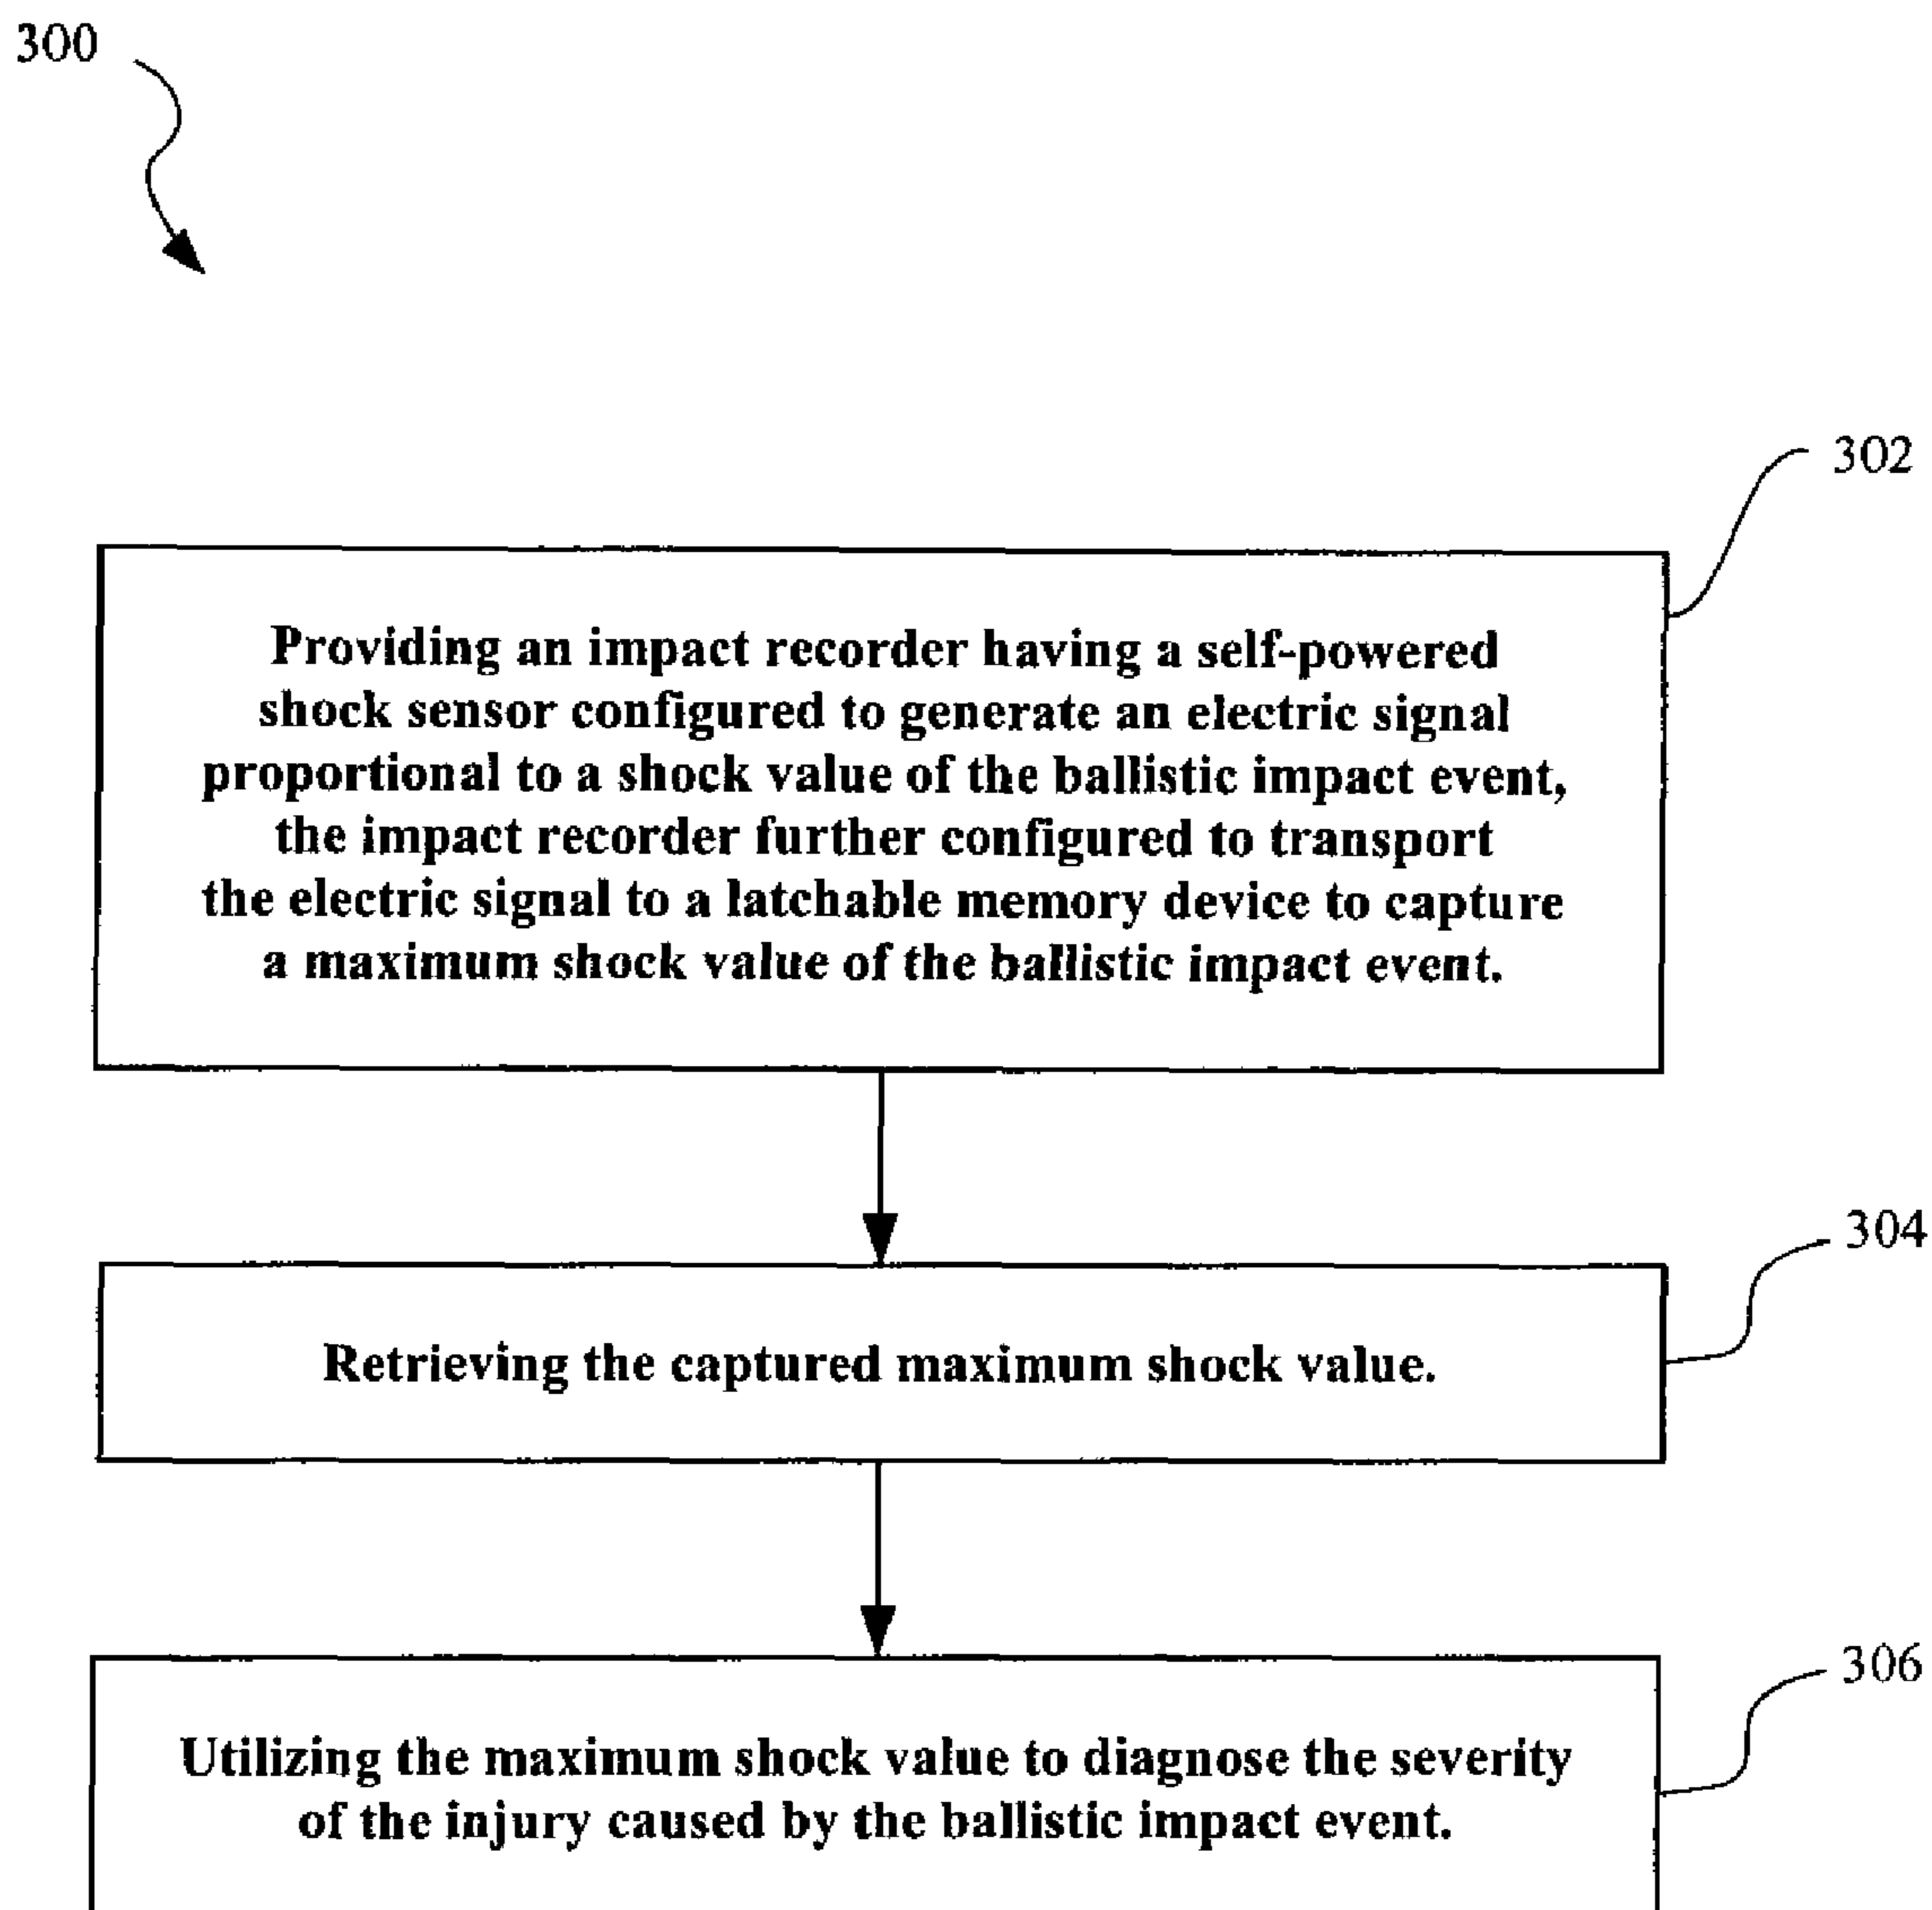 300
302
Providing an impact recorder having a self-powered
shock sensor configured to generate an electric signal
proportional to a shock value of the ballistic impact event,
the impact recorder further configured to transport
the electric signal to a latchable memory device to capture
a maximum shock value of the ballistic impact event.
304
Retrieving the captured maximum shock value.
306
Utilizing the maximum shock value to diagnose the severity
of the injury caused by the ballistic impact event.